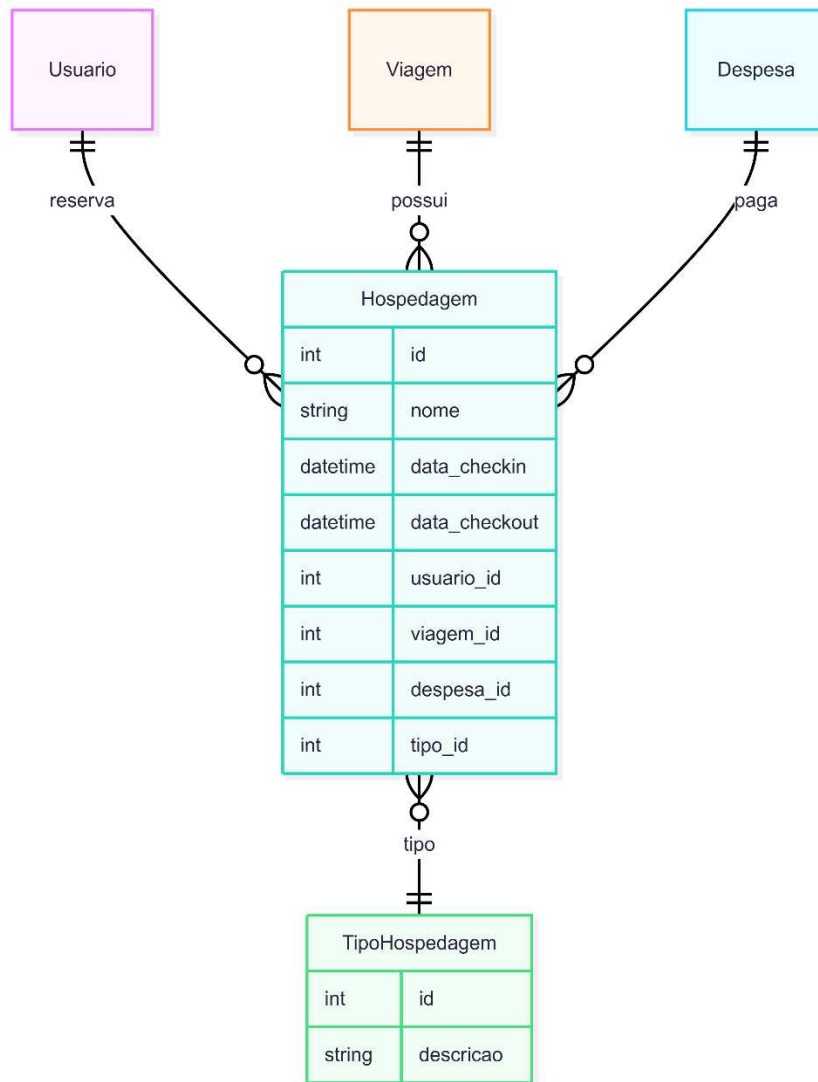 Usuario
Viagem
Despesa
reserva
possui
paga
Hospedagem
int id
string nome
datetime data_checkin
datetime data_checkout
int usuario_id
int viagem_id
int despesa_id
int tipo_id
tipo
TipoHospedagem
int id
string descricao